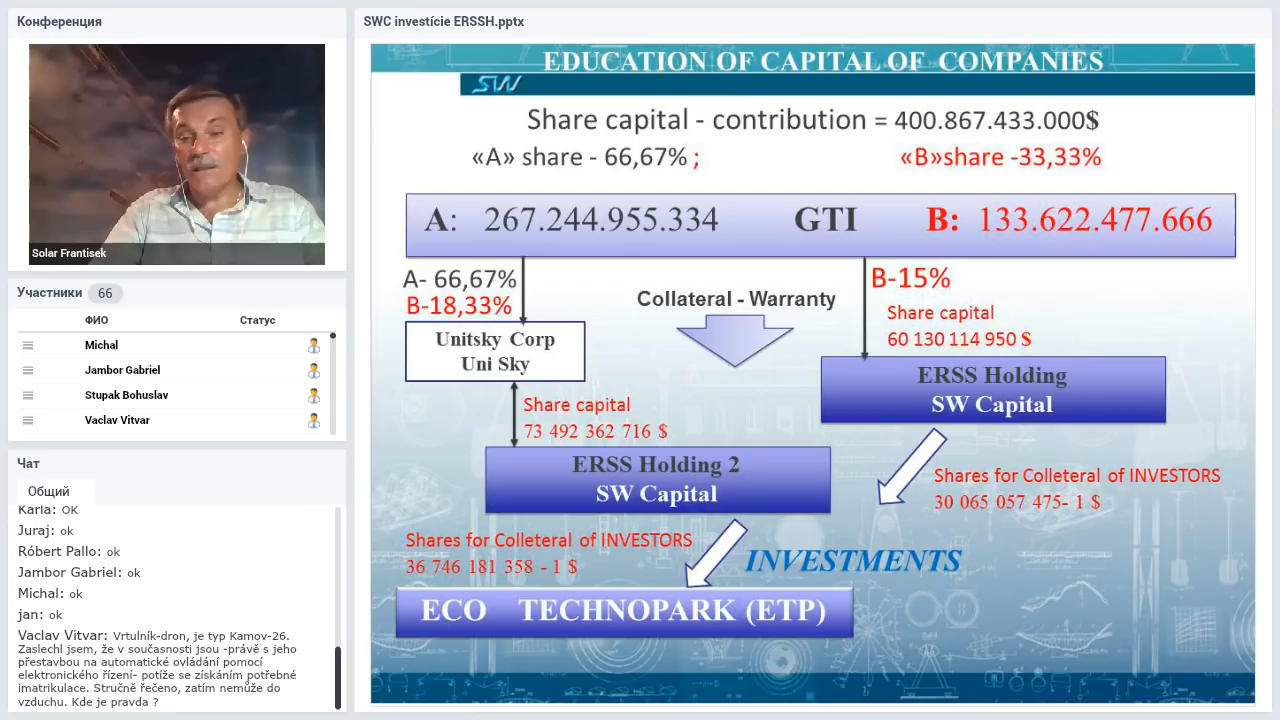 Конференция
Solar Frantisek
Участники 66
ФИО Статус
Michal
Jambor Gabriel
Stupak Bohuslav
Vaclav Vitvar
Чат
Общий
Karla: OK
Juraj: ok
Róbert Pallo: ok
Jambor Gabriel: ok
Michal: ok
jan: ok
Vaclav Vitvar: Vrtulník-dron, je typ Kamov-26.
Zaslechl jsem, že v současnosti jsou -právě s jeho
přestavbou na automatické ovládání pomocí
elektronického řízení- potíže se získáním potřebné
imatrikulace. Stručně řečeno, zatím nemůže do
vzduchu. Kde je pravda ?
SWC investície ERSSH.pptx
EDUCATION OF CAPITAL OF COMPANIES
SW
Share capital - contribution = 400.867.433.000$
«A» share - 66,67% ; «B»share -33,33%
A: 267.244.955.334 GTI B: 133.622.477.666
A- 66,67%
B-18,33%
Collateral - Warranty
B-15%
Share capital
60 130 114 950 $
Unitsky Corp
Uni Sky
ERSS Holding
SW Capital
Share capital
73 492 362 716 $
ERSS Holding 2
SW Capital
Shares for Colleteral of INVESTORS
30 065 057 475- 1 $
Shares for Colleteral of INVESTORS
36 746 181 358 - 1 $
INVESTMENTS
ECO TECHNOPARK (ETP)